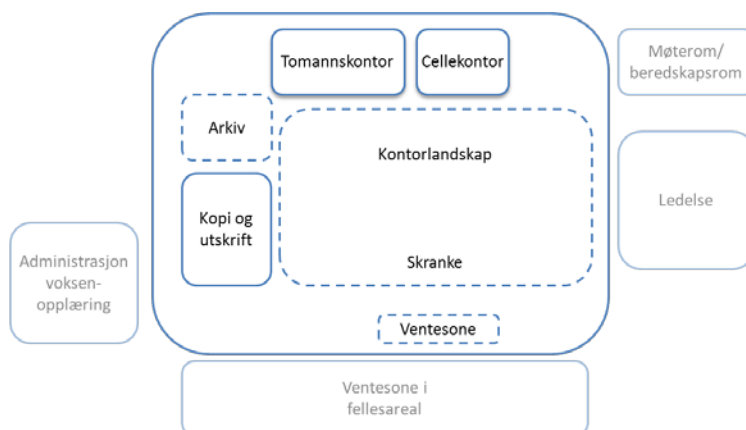 Tomannskontor
Cellekontor
Møterom/
beredskapsrom
Arkiv
Kontorlandskap
Ledelse
Kopi og
utskrift
Administrasjon
voksen-
opplæring
Skranke
Ventesone
Ventesone i
fellesareal